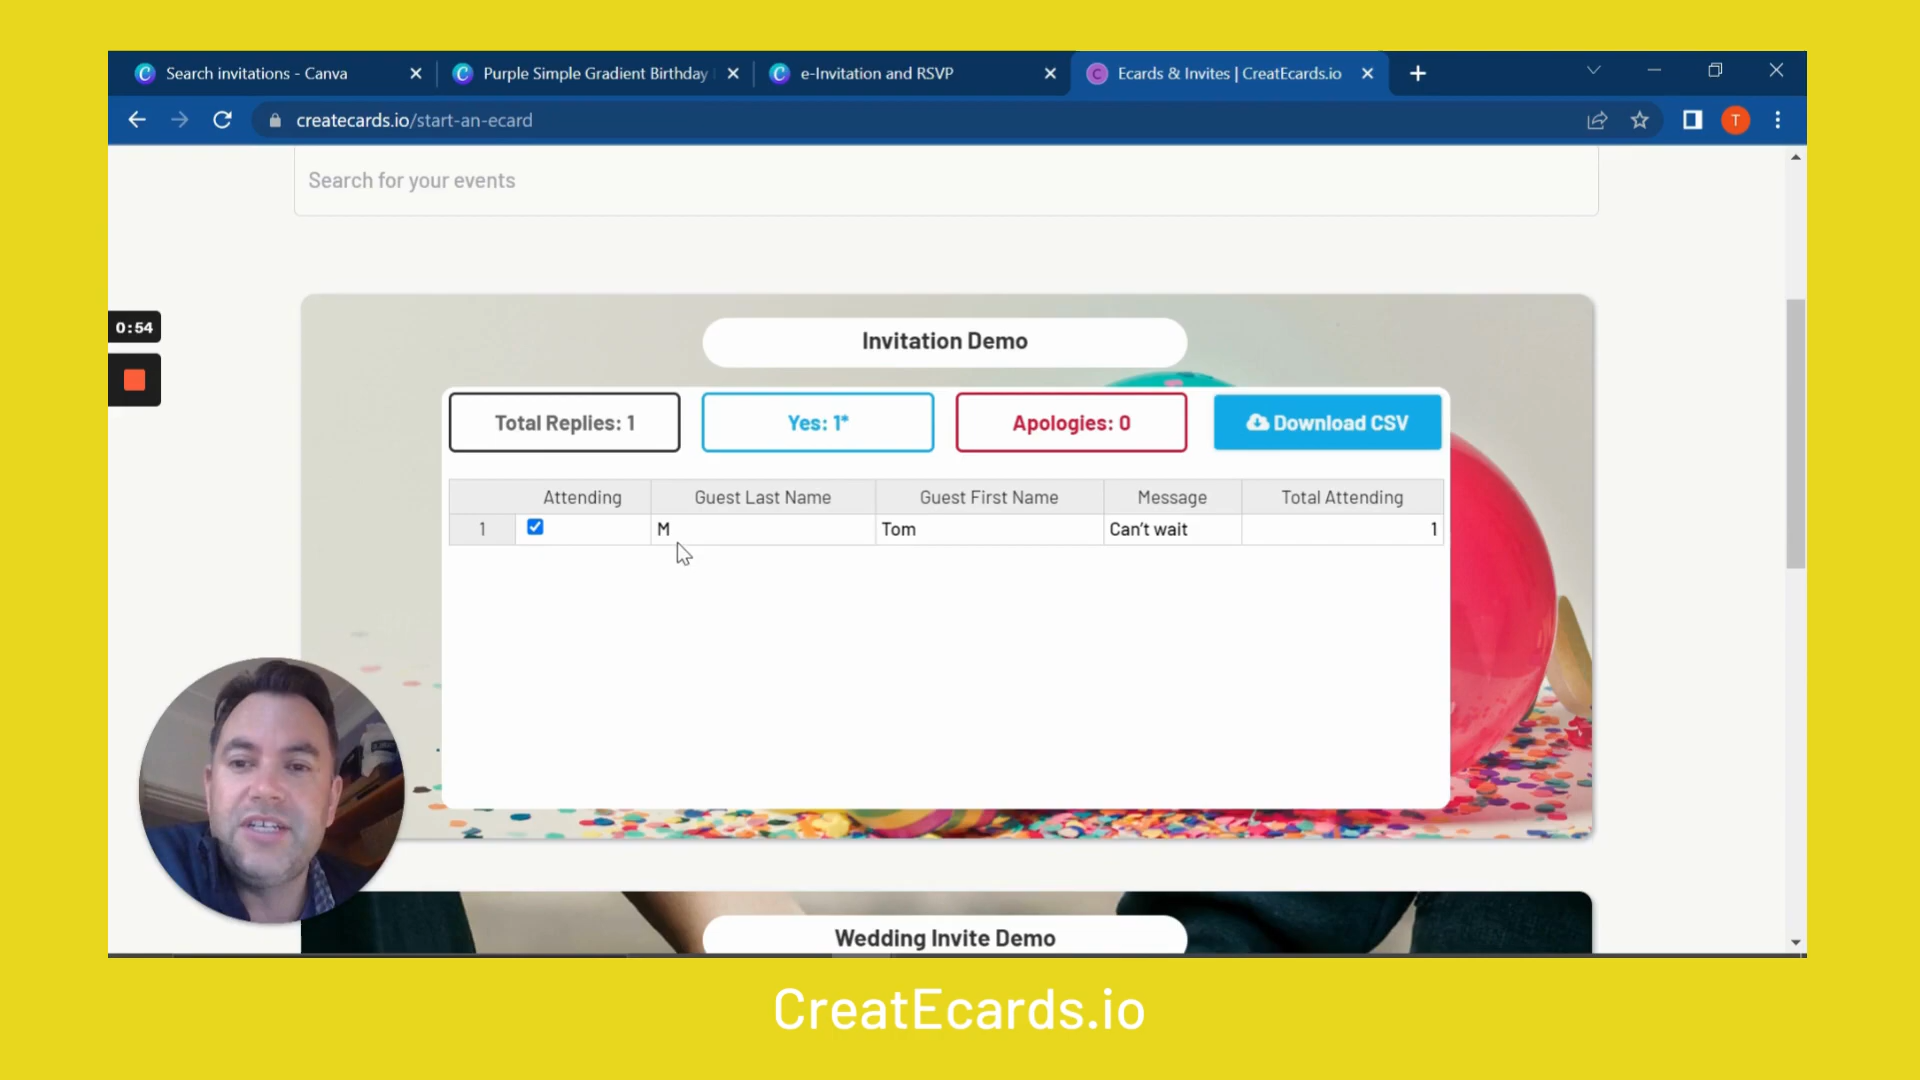 Search invitations - Canva
Purple Simple Gradient Birthday
e-Invitation and RSVP
Ecards & Invites | CreatEcards.io
createcards.io/start-an-ecard
T
Search for your events
0:54
Invitation Demo
Total Replies: 1
Yes: 1*
Apologies: 0
Download CSV
Attending Guest Last Name Guest First Name Message Total Attending
1 M Tom Can't wait 1
Wedding Invite Demo
CreatEcards.io